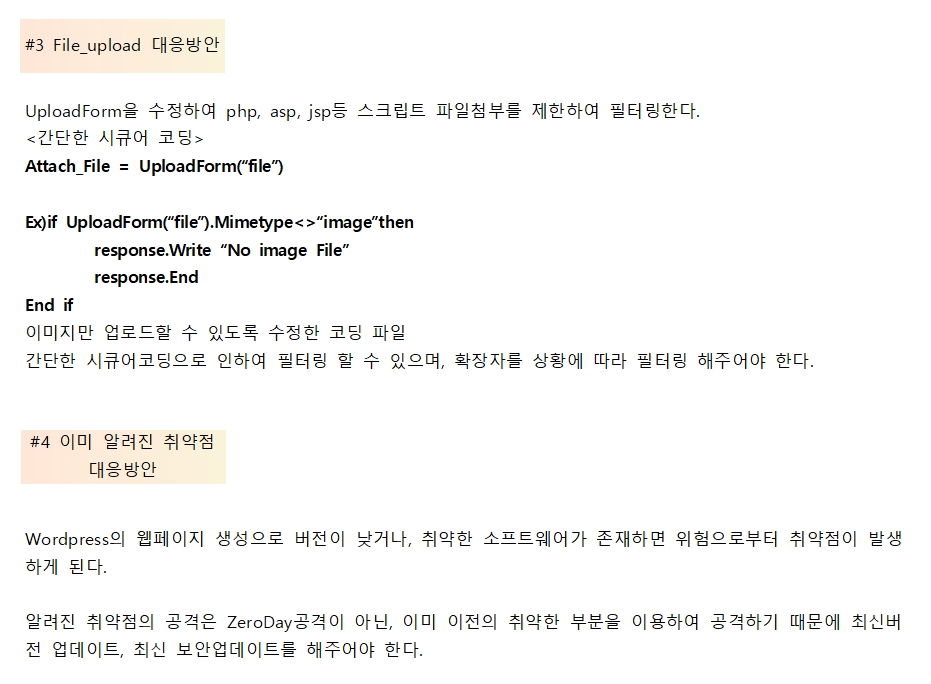 #3 File_upload 대응방안
UploadForm을 수정하여 php, asp, jsp등 스크립트 파일첨부를 제한하여 필터링한다.
<간단한 시큐어 코딩>
Attach_File = UploadForm(“file”)
Ex)if UploadForm(“file”).Mimetype<>“image”then
response.Write “No image File”
response.End
End if
이미지만 업로드할 수 있도록 수정한 코딩 파일
간단한 시큐어코딩으로 인하여 필터링 할 수 있으며, 확장자를 상황에 따라 필터링 해주어야 한다.
#4 이미 알려진 취약점
대응방안
Wordpress의 웹페이지 생성으로 버전이 낮거나, 취약한 소프트웨어가 존재하면 위험으로부터 취약점이 발생
하게 된다.
알려진 취약점의 공격은 ZeroDay공격이 아닌, 이미 이전의 취약한 부분을 이용하여 공격하기 때문에 최신버
전 업데이트, 최신 보안업데이트를 해주어야 한다.